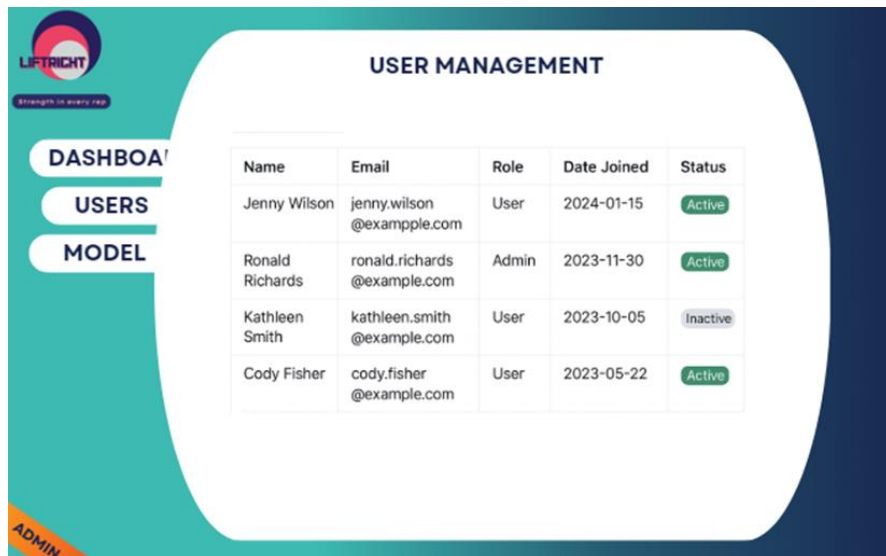 LIFTRIGHT
Strength in every rep
USER MANAGEMENT
DASHBOA
USERS
MODEL
Name Email Role Date Joined Status
Jenny Wilson jenny.wilson User 2024-01-15 Active
@exampple.com
Ronald ronald.richards Admin 2023-11-30 Active
Richards @example.com
Kathleen kathleen.smith User 2023-10-05 Inactive
Smith @example.com
Cody Fisher cody.fisher User 2023-05-22 Active
@example.com
ADMIN